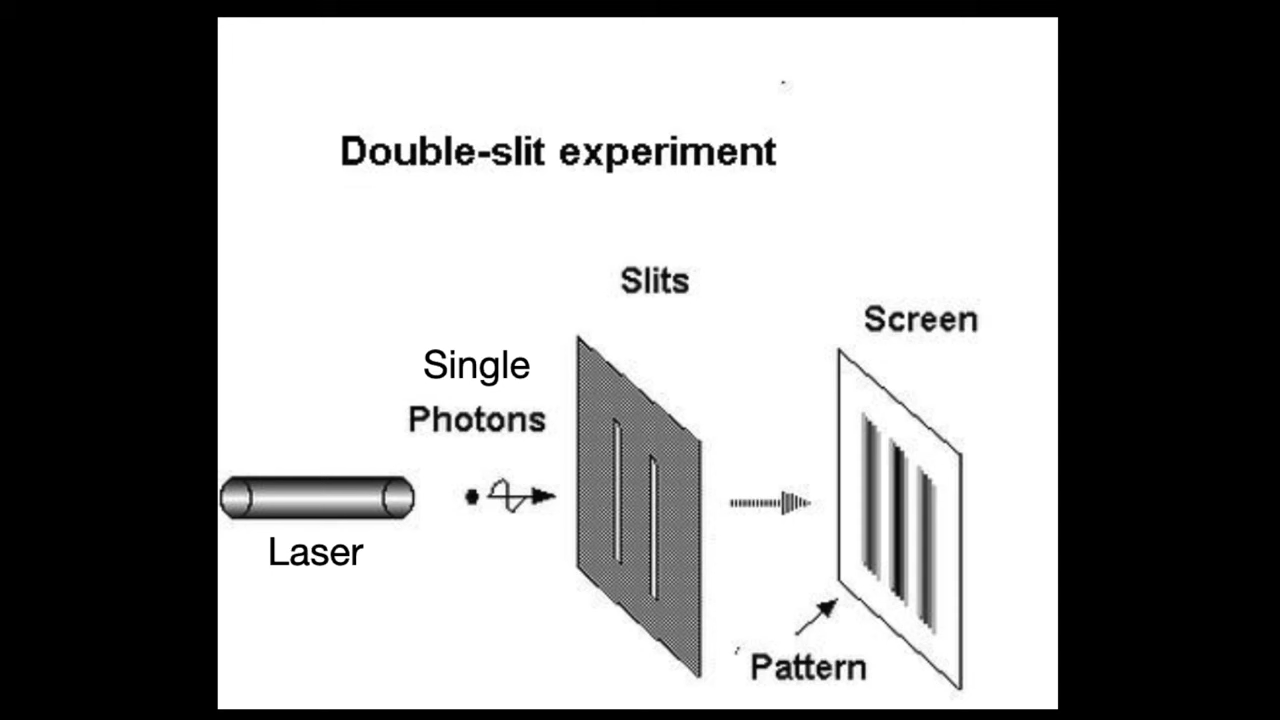 Double-slit experiment
Slits
Screen
Single
Photons
Laser
Pattern